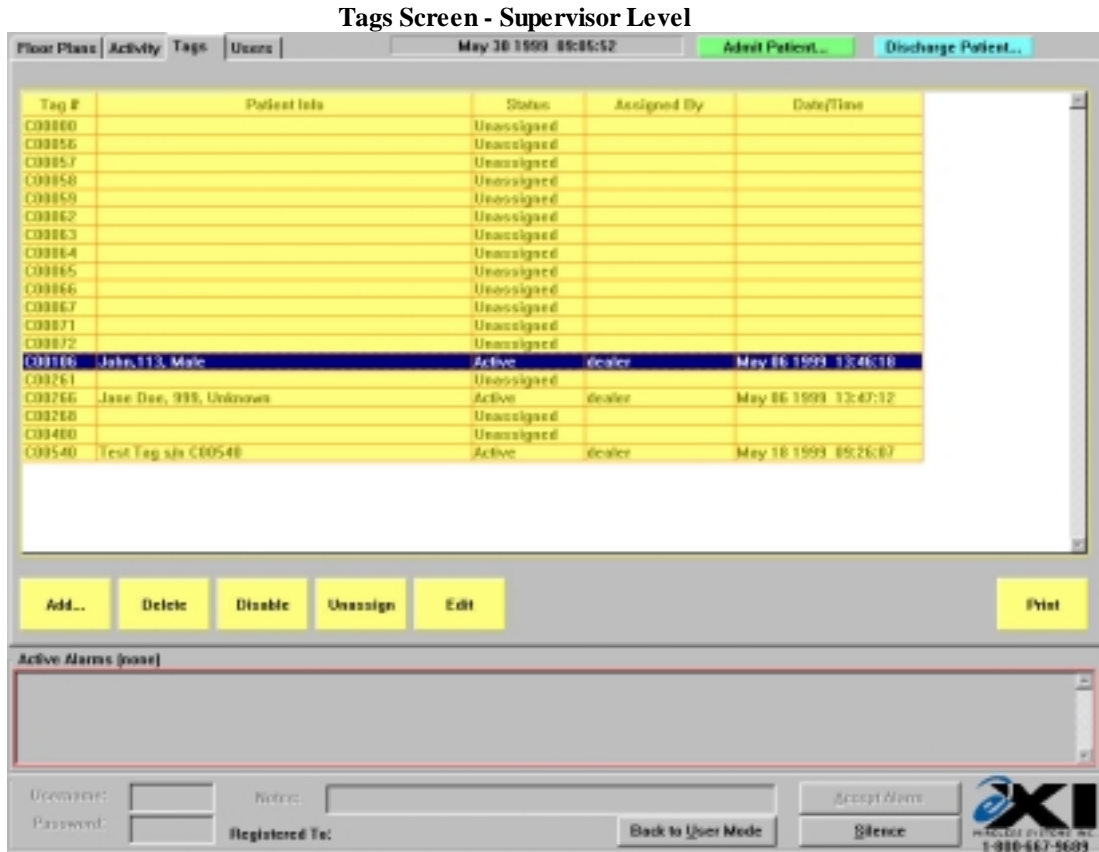 Tags Screen - Supervisor Level
Floor Plans Activity Tags Users May 30 1999 09:05:52 Admit Patient... Discharge Patient...
Tag # Patient Info Status Assigned By Date/Time
C00000 Unassigned
C00056 Unassigned
C00057 Unassigned
C00058 Unassigned
C00059 Unassigned
C00062 Unassigned
C00063 Unassigned
C00064 Unassigned
C00065 Unassigned
C00066 Unassigned
C00067 Unassigned
C00071 Unassigned
C00072 Unassigned
C00106 John,113, Male Active dealer May 06 1999 13:46:18
C00261 Unassigned
C00266 Jane Doe, 999, Unknown Active dealer May 06 1999 13:47:12
C00268 Unassigned
C00400 Unassigned
C00540 Test Tag s/n C00540 Active dealer May 18 1999 09:26:07
Add... Delete Disable Unassign Edit Print
Active Alarms (none)
Username: Notes: Accept Alarm
Password: Registered To: Back to User Mode Silence
eXI
WIRELESS SYSTEMS INC.
1-800-667-9689